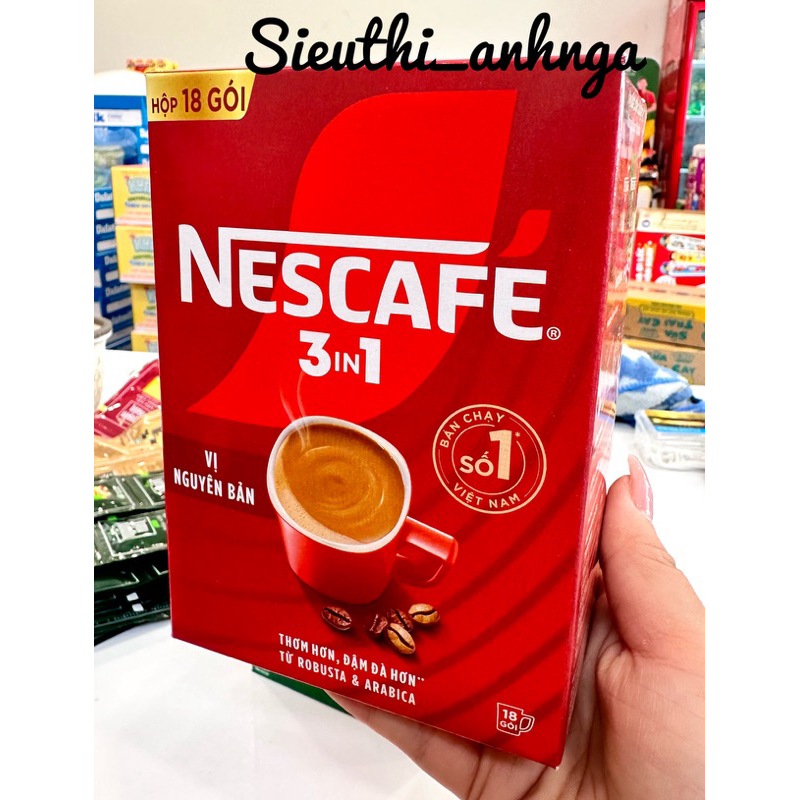 Sieuthi_anhnga
HỘP 18 GÓI
NESCAFÉ®
3IN1
BÁN CHẠY
SỐ 1*
VIỆT NAM
VỊ
NGUYÊN BẢN
THƠM HƠN, ĐẬM ĐÀ HƠN**
TỪ ROBUSTA & ARABICA
18
GÓI